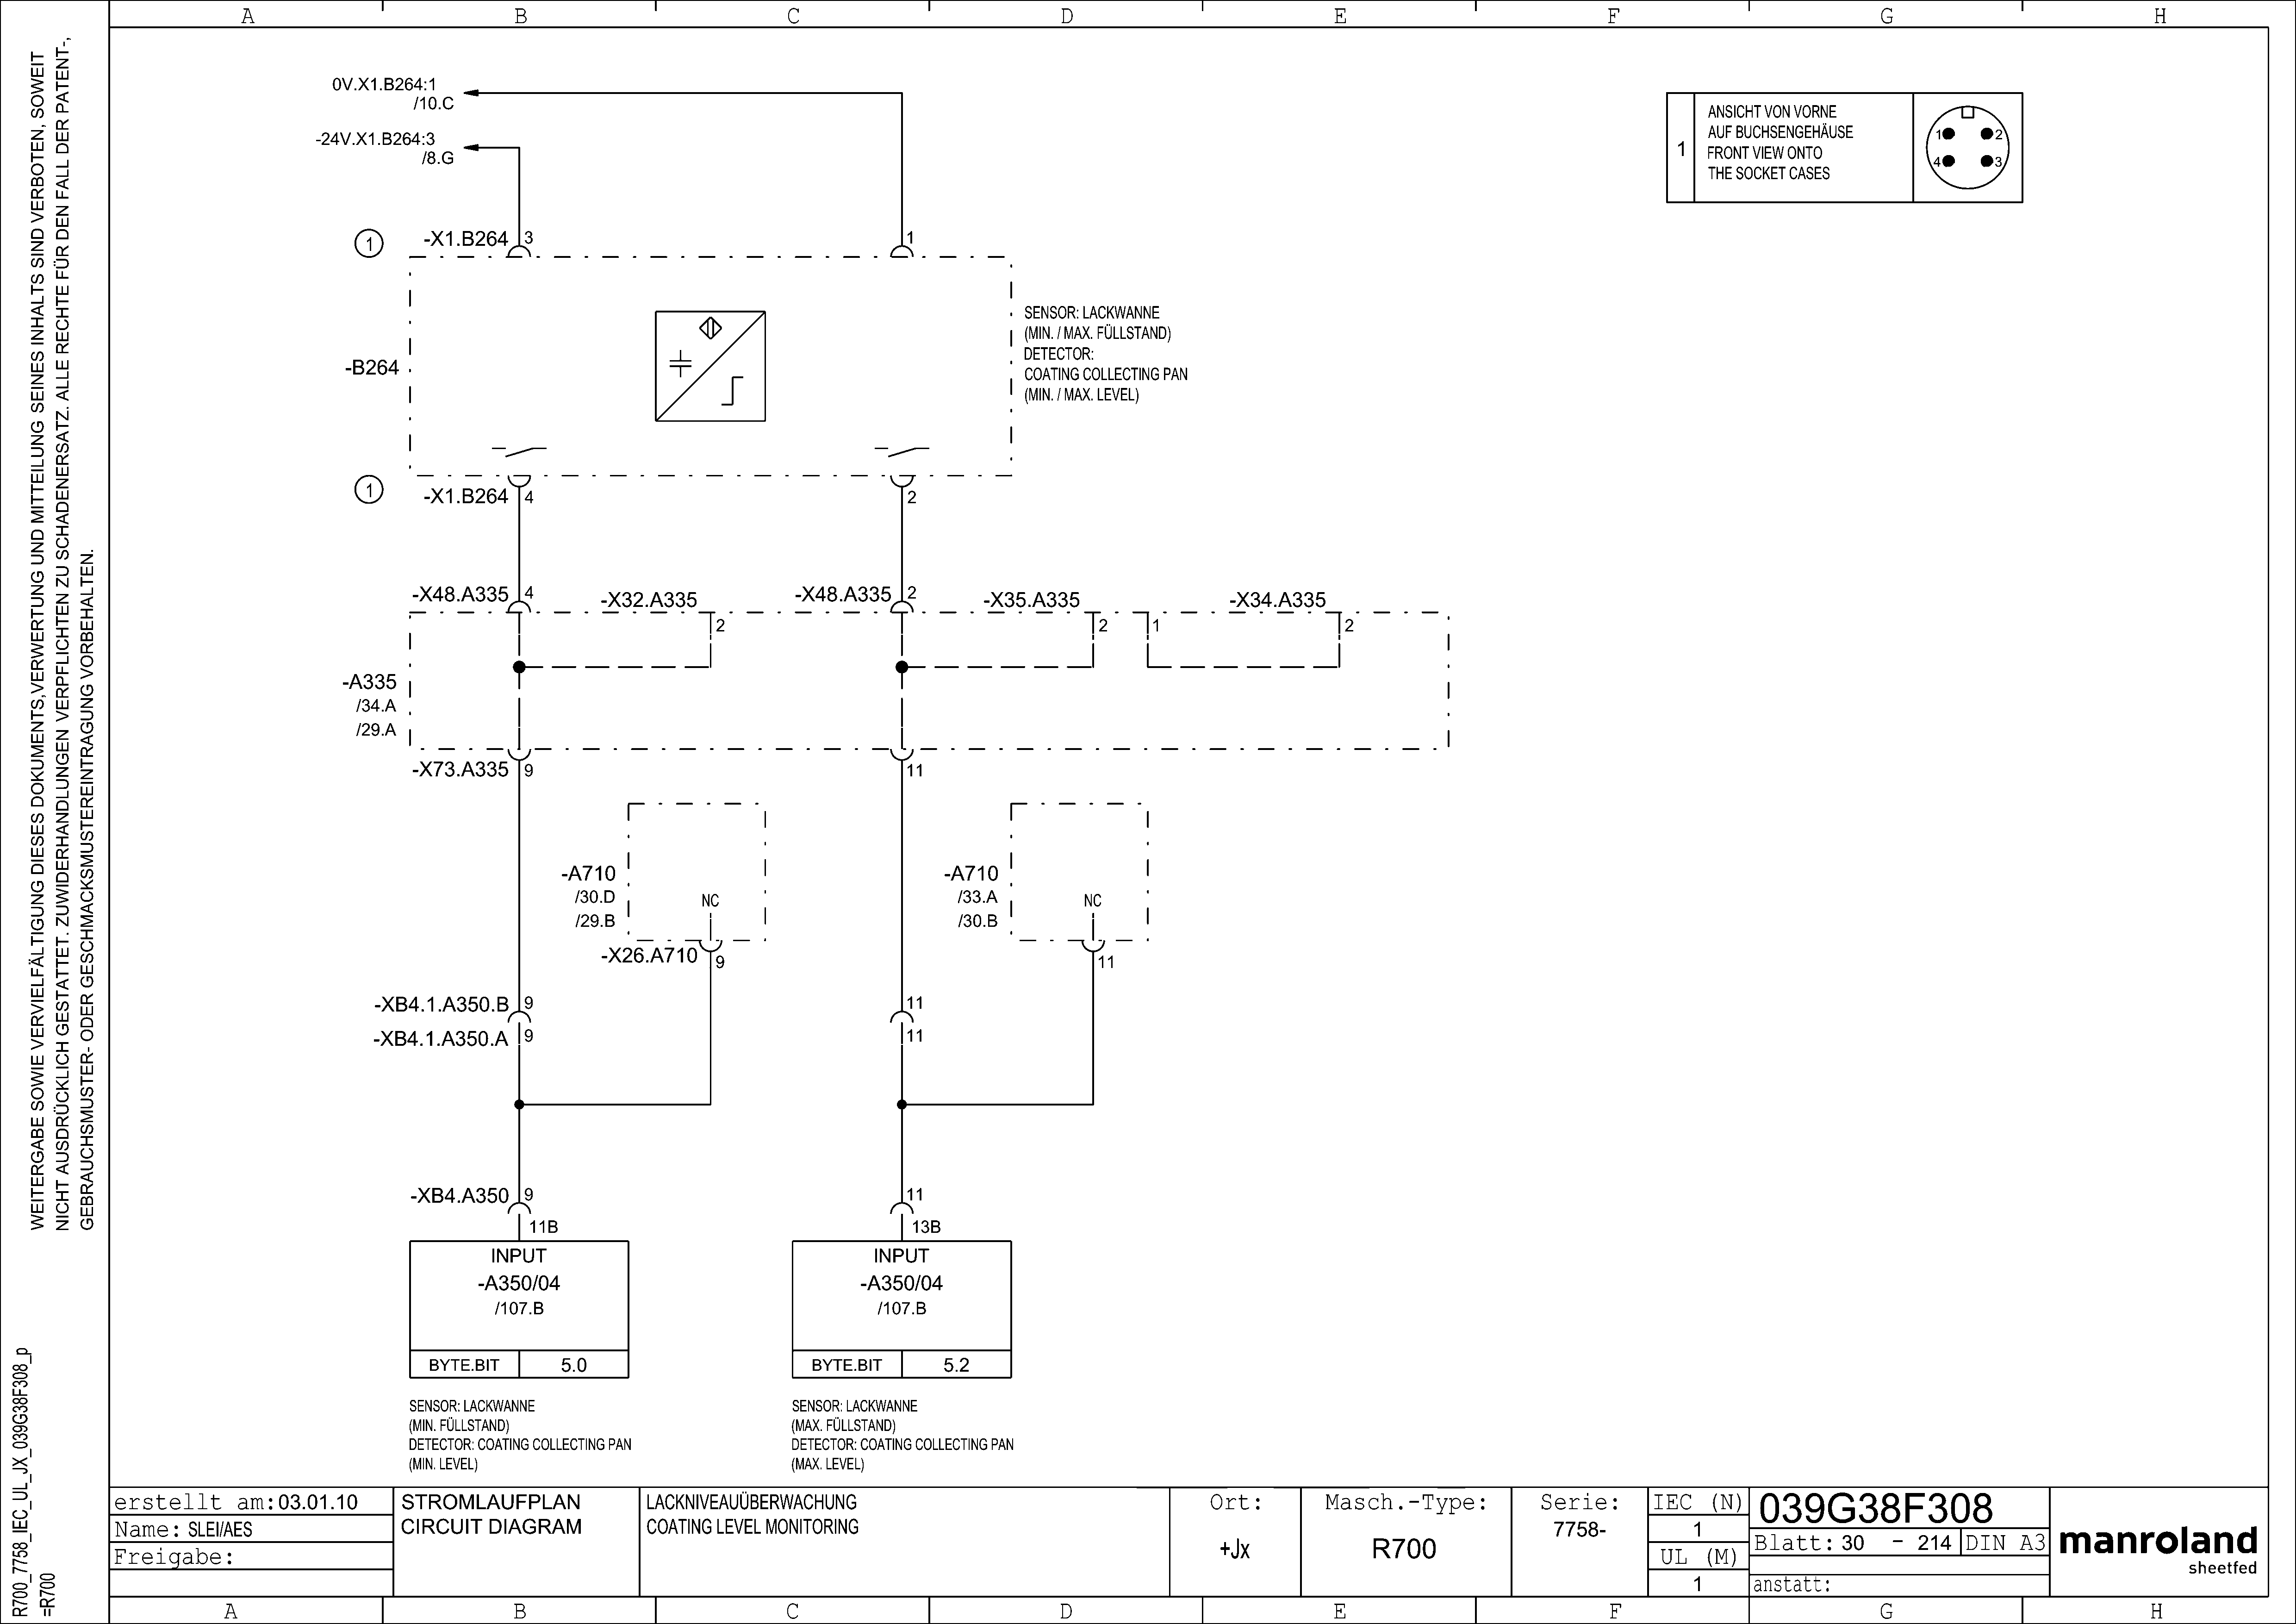 A B C D E F G H
WEITERGABE SOWIE VERVIELFÄLTIGUNG DIESES DOKUMENTS,VERWERTUNG UND MITTEILUNG SEINES INHALTS SIND VERBOTEN, SOWEIT
NICHT AUSDRÜCKLICH GESTATTET. ZUWIDERHANDLUNGEN VERPFLICHTEN ZU SCHADENERSATZ. ALLE RECHTE FÜR DEN FALL DER PATENT-,
GEBRAUCHSMUSTER- ODER GESCHMACKSMUSTEREINTRAGUNG VORBEHALTEN.
R700_7758_IEC_UL_JX_039G38F308_p
=R700
0V.X1.B264:1
/10.C
-24V.X1.B264:3
/8.G
1
ANSICHT VON VORNE
AUF BUCHSENGEHÄUSE
FRONT VIEW ONTO
THE SOCKET CASES
1 2
4 3
1 -X1.B264 3 1
-B264
SENSOR: LACKWANNE
(MIN. / MAX. FÜLLSTAND)
DETECTOR:
COATING COLLECTING PAN
(MIN. / MAX. LEVEL)
1 -X1.B264 4 2
-X48.A335 4 -X32.A335 -X48.A335 2 -X35.A335 -X34.A335
2 2 1 2
-A335
/34.A
/29.A
-X73.A335 9 11
-A710
/30.D
/29.B
NC
-X26.A710 9
-A710
/33.A
/30.B
NC
11
-XB4.1.A350.B 9 11
-XB4.1.A350.A 9 11
-XB4.A350 9 11
11B 13B
INPUT
-A350/04
/107.B
BYTE.BIT 5.0
INPUT
-A350/04
/107.B
BYTE.BIT 5.2
SENSOR: LACKWANNE
(MIN. FÜLLSTAND)
DETECTOR: COATING COLLECTING PAN
(MIN. LEVEL)
SENSOR: LACKWANNE
(MAX. FÜLLSTAND)
DETECTOR: COATING COLLECTING PAN
(MAX. LEVEL)
erstellt am: 03.01.10
Name: SLEI/AES
Freigabe:
STROMLAUFPLAN
CIRCUIT DIAGRAM
LACKNIVEAUÜBERWACHUNG
COATING LEVEL MONITORING
Ort:
+Jx
Masch.-Type:
R700
Serie:
7758-
IEC (N)
1
UL (M)
1
039G38F308
Blatt: 30 - 214 DIN A3
anstatt:
manroland
sheetfed
A B C D E F G H